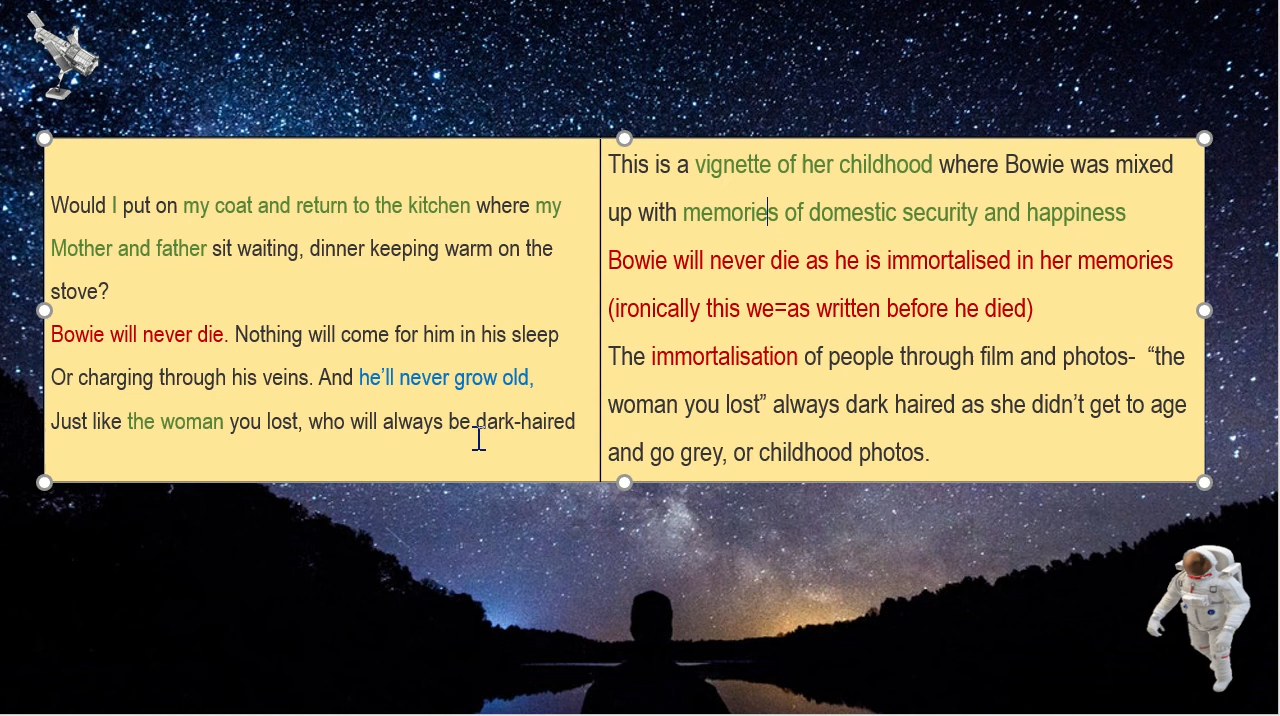 Would I put on my coat and return to the kitchen where my
Mother and father sit waiting, dinner keeping warm on the
stove?
Bowie will never die. Nothing will come for him in his sleep
Or charging through his veins. And he’ll never grow old,
Just like the woman you lost, who will always be dark-haired
This is a vignette of her childhood where Bowie was mixed
up with memories of domestic security and happiness
Bowie will never die as he is immortalised in her memories
(ironically this we=as written before he died)
The immortalisation of people through film and photos- “the
woman you lost” always dark haired as she didn’t get to age
and go grey, or childhood photos.